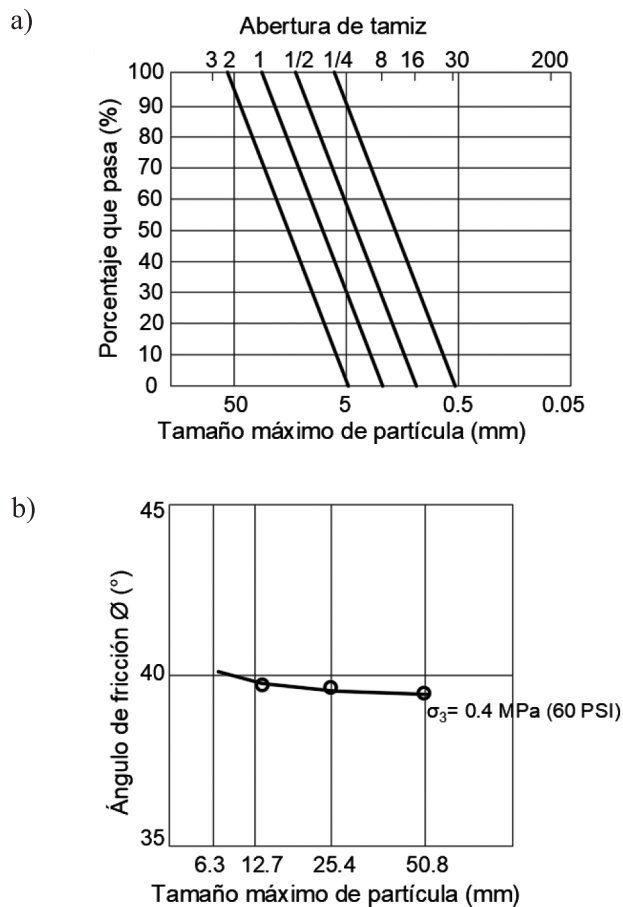 a)
Abertura de tamiz
3 2 1 1/2 1/4 8 16 30 200
Porcentaje que pasa (%)
100
90
80
70
60
50
40
30
20
10
0
50 5 0.5 0.05
Tamaño máximo de partícula (mm)
b)
Ángulo de fricción Ø (°)
45
40
35
σ₃= 0.4 MPa (60 PSI)
6.3 12.7 25.4 50.8
Tamaño máximo de partícula (mm)